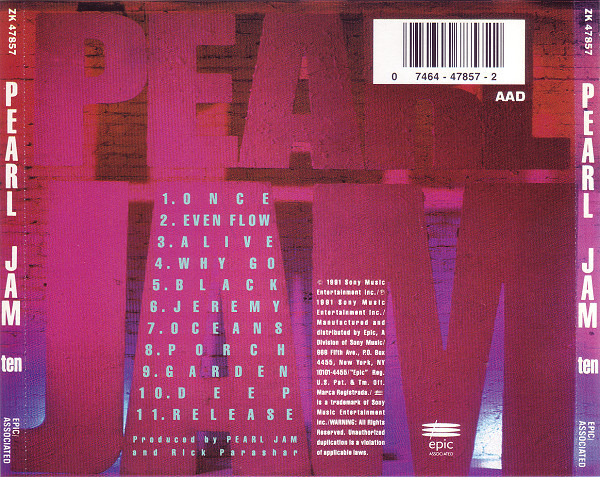 ZK 47857
PEARL JAM
ten
EPIC/
ASSOCIATED
PEARL
JAM
0 7464-47857-2
AAD
1. ONCE
2. EVEN FLOW
3. ALIVE
4. WHY GO
5. BLACK
6. JEREMY
7. OCEANS
8. PORCH
9. GARDEN
10. DEEP
11. RELEASE
Produced by PEARL JAM
and Rick Parashar
© 1991 Sony Music
Entertainment Inc./℗
1991 Sony Music
Entertainment Inc./
Manufactured and
distributed by Epic, A
Division of Sony Music/
666 Fifth Ave., P.O. Box
4455, New York, NY
10101-4455/"Epic" Reg.
U.S. Pat. & Tm. Off.
Marca Registrada./
is a trademark of Sony
Music Entertainment
Inc./WARNING: All Rights
Reserved. Unauthorized
duplication is a violation
of applicable laws.
epic
ASSOCIATED
ZK 47857
PEARL JAM
ten
EPIC/
ASSOCIATED